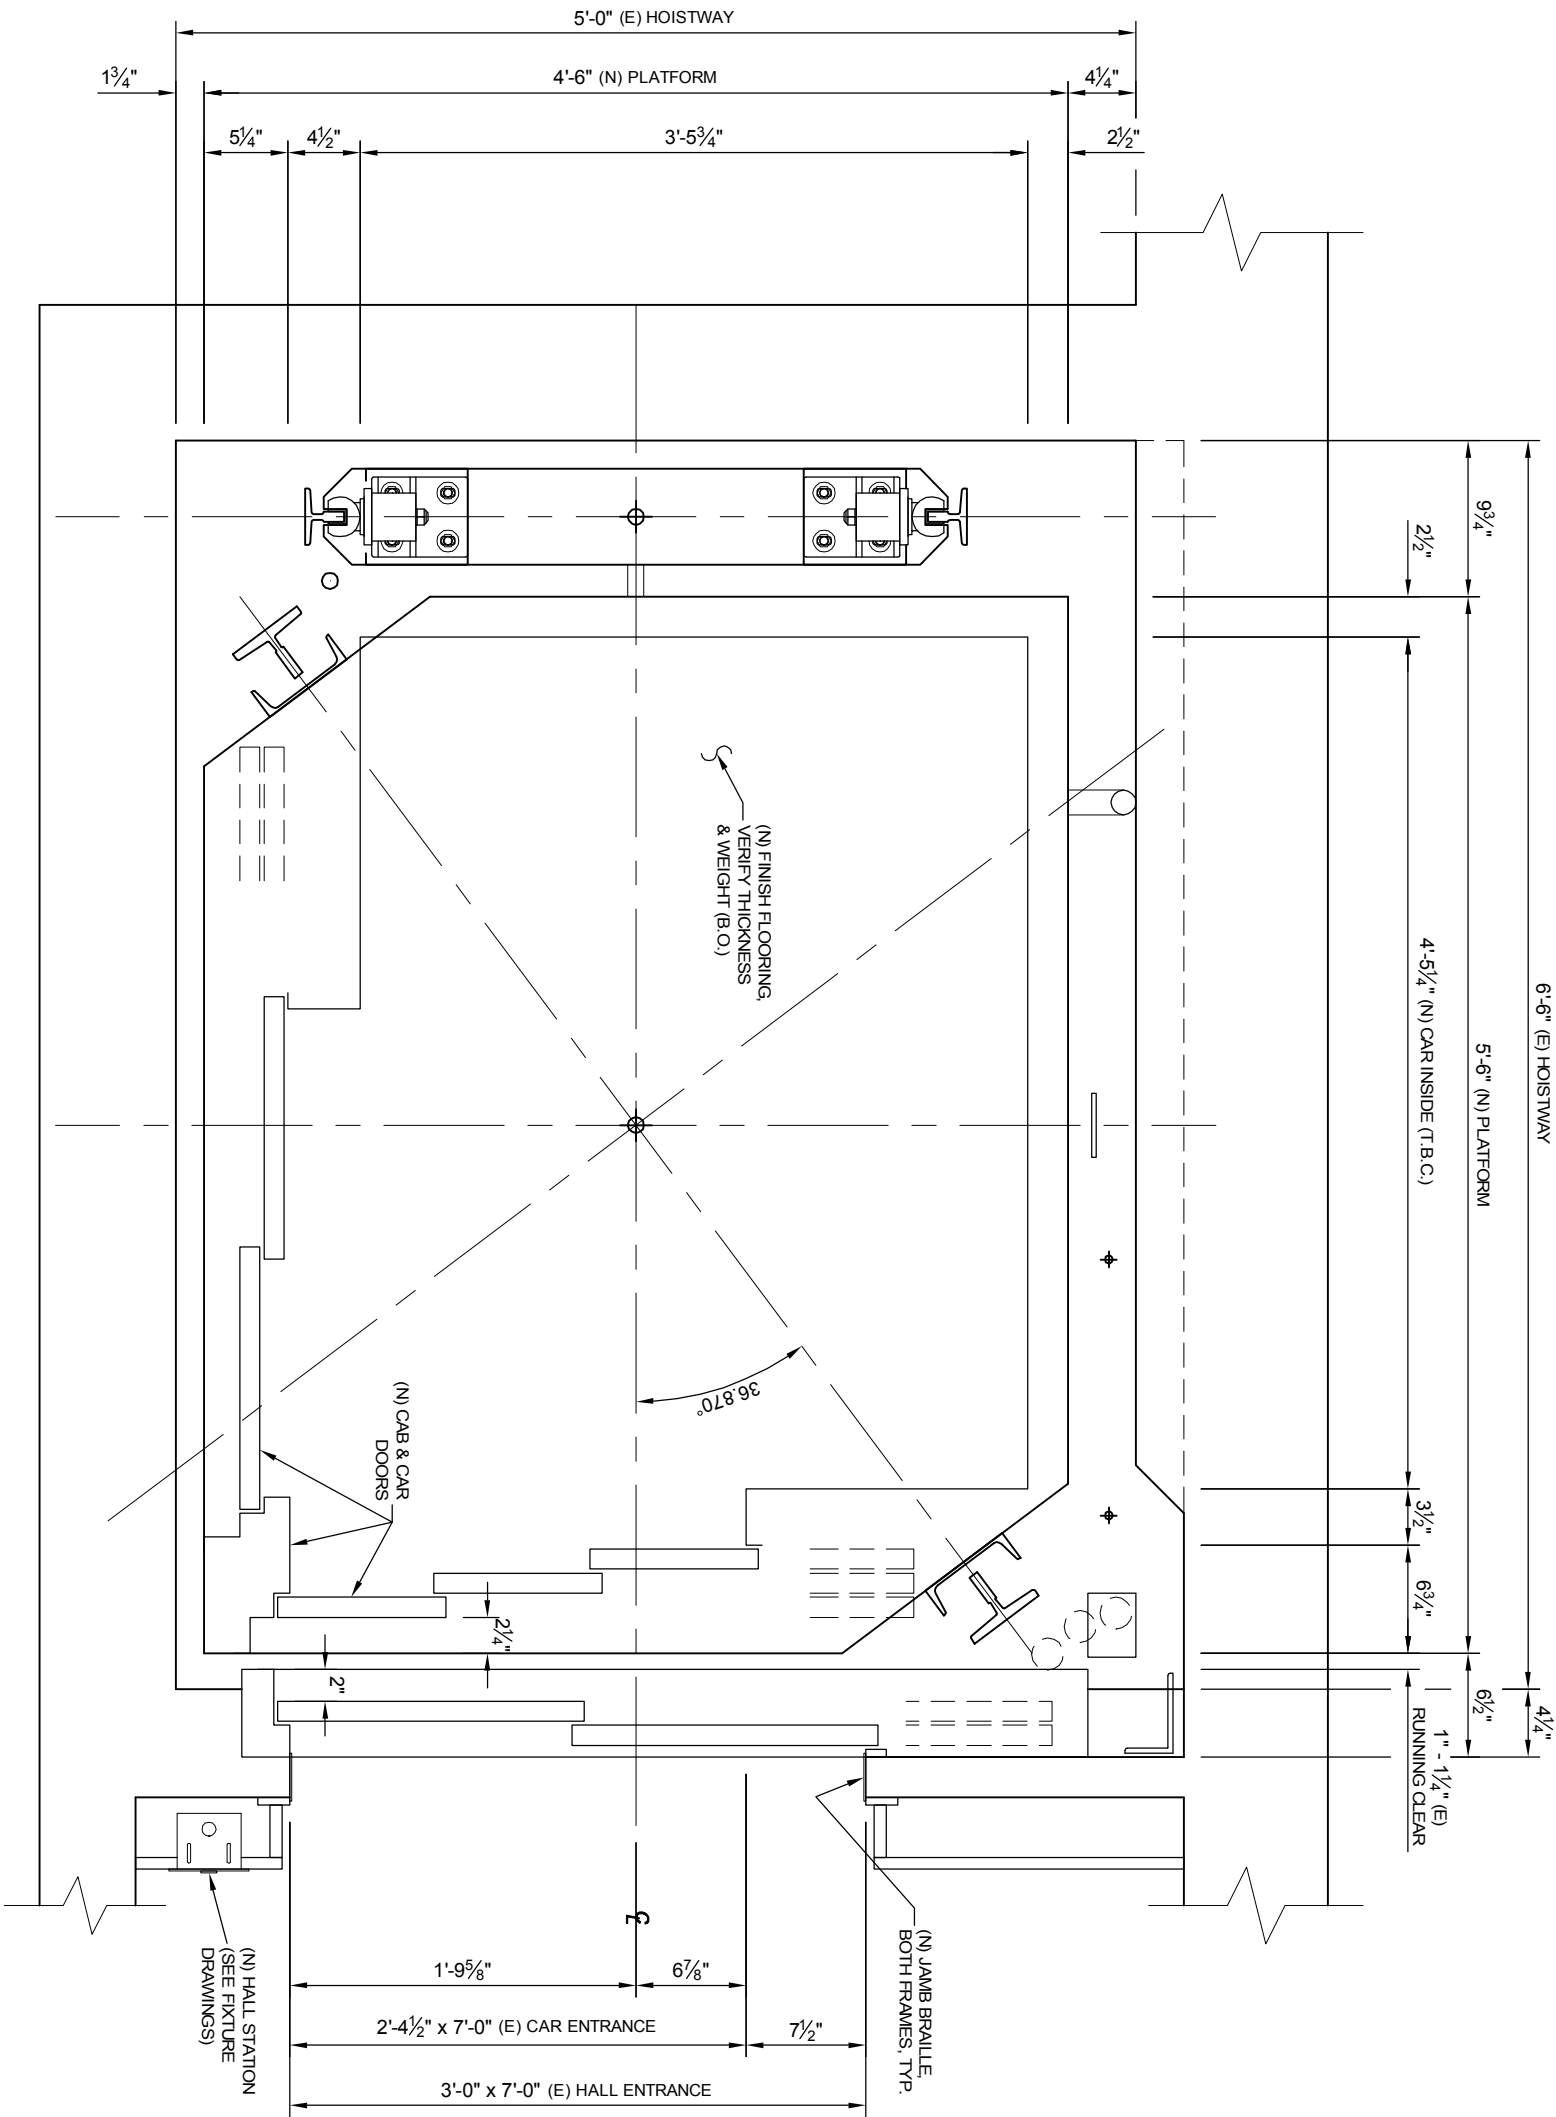 5'-0" (E) HOISTWAY
1¾"
4'-6" (N) PLATFORM
4¼"
5¼"
4½"
3'-5¾"
2½"
9¾"
2½"
6'-6" (E) HOISTWAY
5'-6" (N) PLATFORM
4'-5¼" (N) CAR INSIDE (T.B.C.)
(N) FINISH FLOORING,
VERIFY THICKNESS
& WEIGHT (B.O.)
36.870°
(N) CAB & CAR
DOORS
3½"
6¾"
2¼"
2"
6½"
4¼"
1" - 1¼" (E)
RUNNING CLEAR
(N) JAMB BRAILLE,
BOTH FRAMES, TYP.
(N) HALL STATION
(SEE FIXTURE
DRAWINGS)
CL
1'-9⅝"
6⅞"
2'-4½" x 7'-0" (E) CAR ENTRANCE
7½"
3'-0" x 7'-0" (E) HALL ENTRANCE